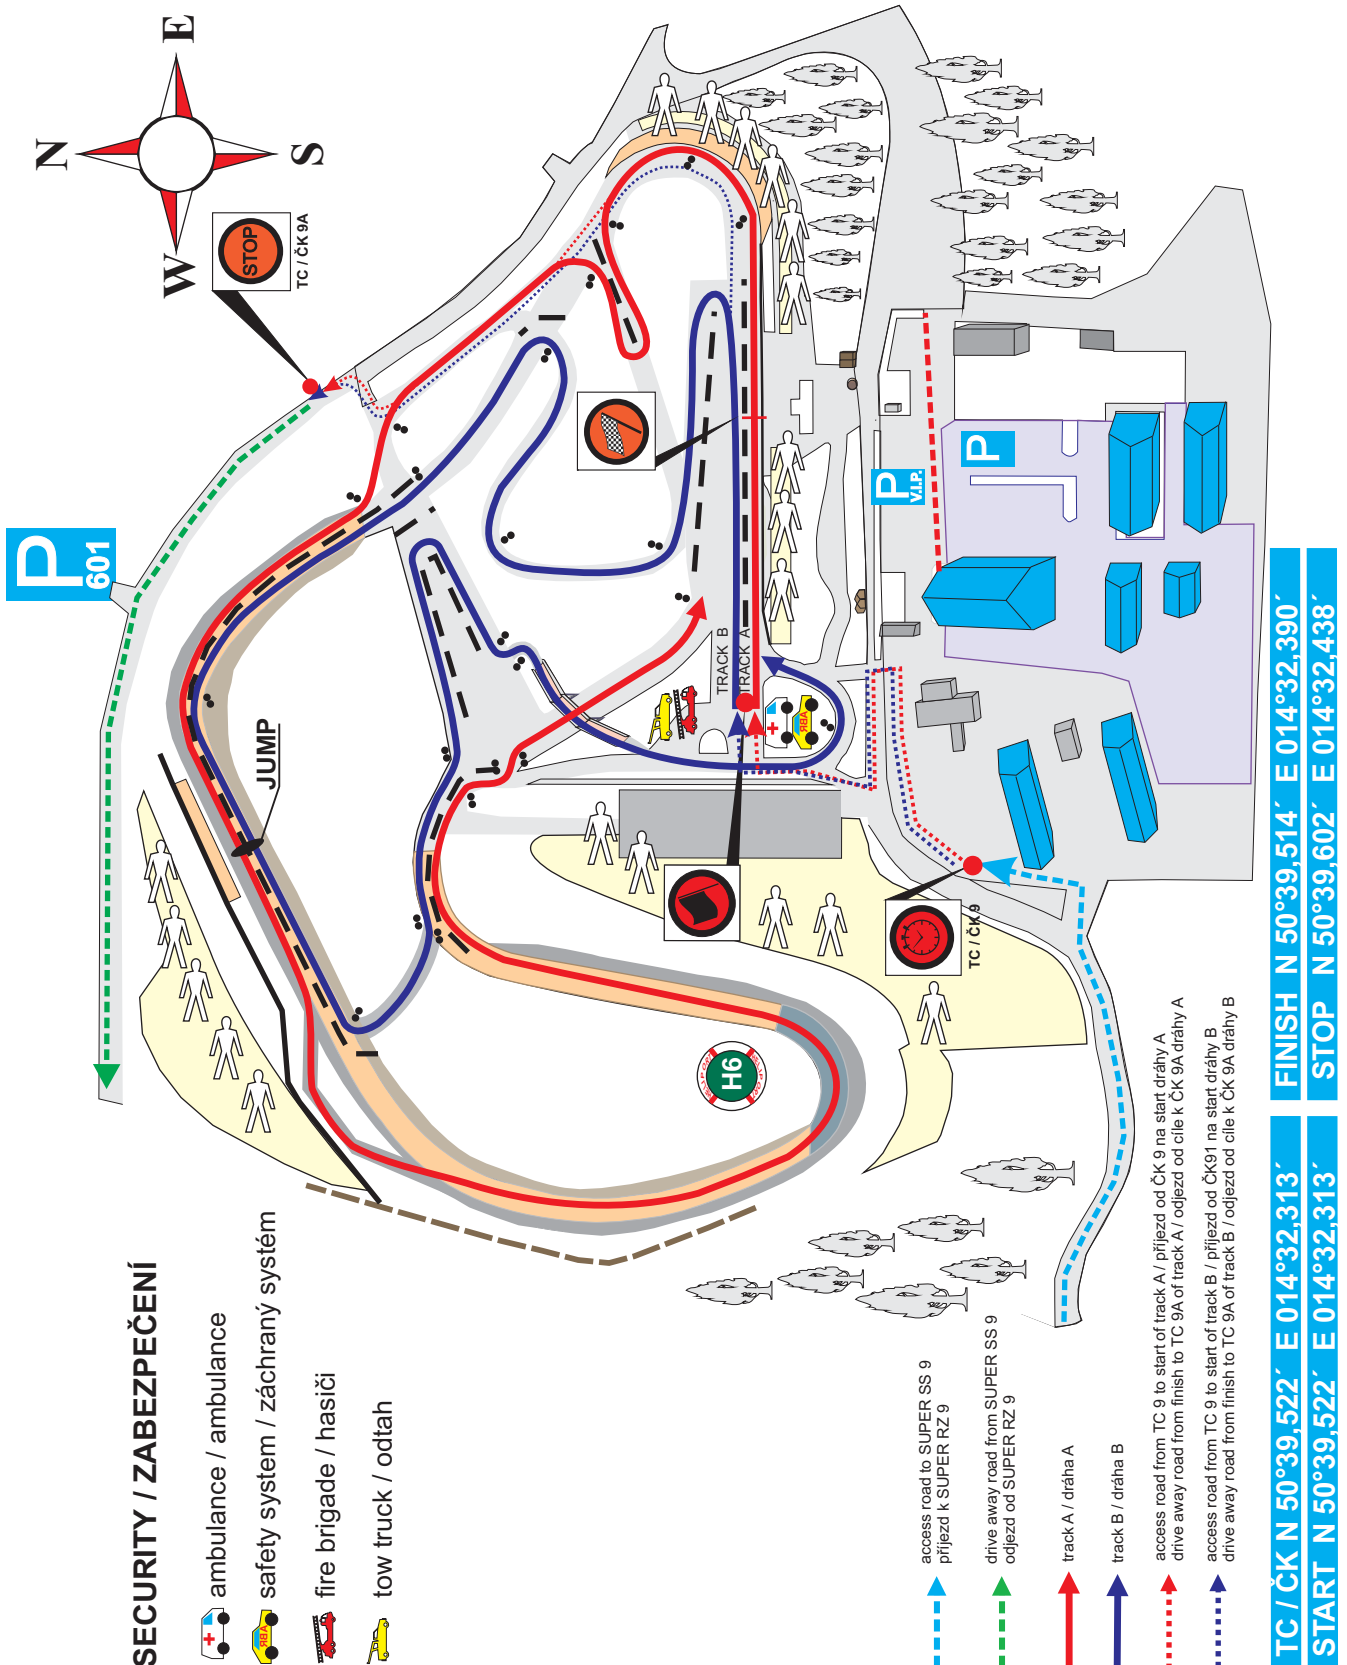 N
E
S
W
STOP
TC / ČK 9A
P
601
JUMP
TRACK B
TRACK A
P
V.I.P.
P
TC / ČK 9
H6
SECURITY / ZABEZPEČENÍ
ambulance / ambulance
safety system / záchraný systém
fire brigade / hasiči
tow truck / odtah
access road to SUPER SS 9
příjezd k SUPER RZ 9
drive away road from SUPER SS 9
odjezd od SUPER RZ 9
track A / dráha A
track B / dráha B
access road from TC 9 to start of track A / příjezd od ČK 9 na start dráhy A
drive away road from finish to TC 9A of track A / odjezd od cíle k ČK 9A dráhy A
access road from TC 9 to start of track B / příjezd od ČK91 na start dráhy B
drive away road from finish to TC 9A of track B / odjezd od cíle k ČK 9A dráhy B
TC / ČK N 50°39,522´ E 014°32,313´
START N 50°39,522´ E 014°32,313´
FINISH N 50°39,514´ E 014°32,390´
STOP N 50°39,602´ E 014°32,438´